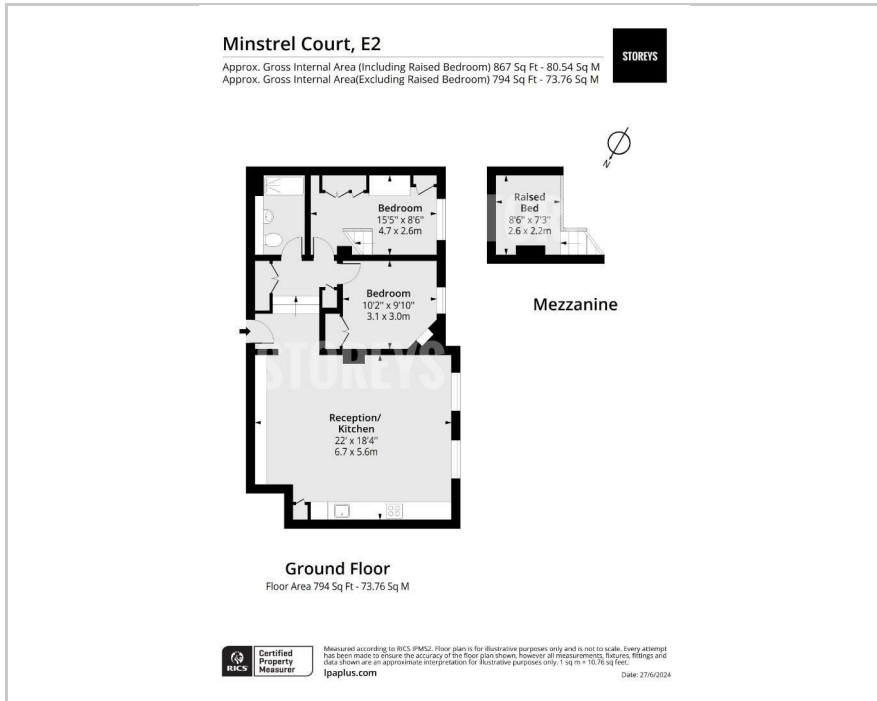 Minstrel Court, E2
Approx. Gross Internal Area (Including Raised Bedroom) 867 Sq Ft - 80.54 Sq M
Approx. Gross Internal Area(Excluding Raised Bedroom) 794 Sq Ft - 73.76 Sq M
STOREYS
N
Bedroom
15'5" x 8'6"
4.7 x 2.6m
Raised
Bed
8'6" x 7'3"
2.6 x 2.2m
Mezzanine
Bedroom
10'2" x 9'10"
3.1 x 3.0m
STOREYS
Reception/
Kitchen
22' x 18'4"
6.7 x 5.6m
Ground Floor
Floor Area 794 Sq Ft - 73.76 Sq M
RICS
Certified
Property
Measurer
Measured according to RICS IPMS2. Floor plan is for illustrative purposes only and is not to scale. Every attempt
has been made to ensure the accuracy of the floor plan shown, however all measurements, fixtures, fittings and
data shown are an approximate interpretation for illustrative purposes only. 1 sq m = 10.76 sq feet.
lpaplus.com
Date: 27/6/2024